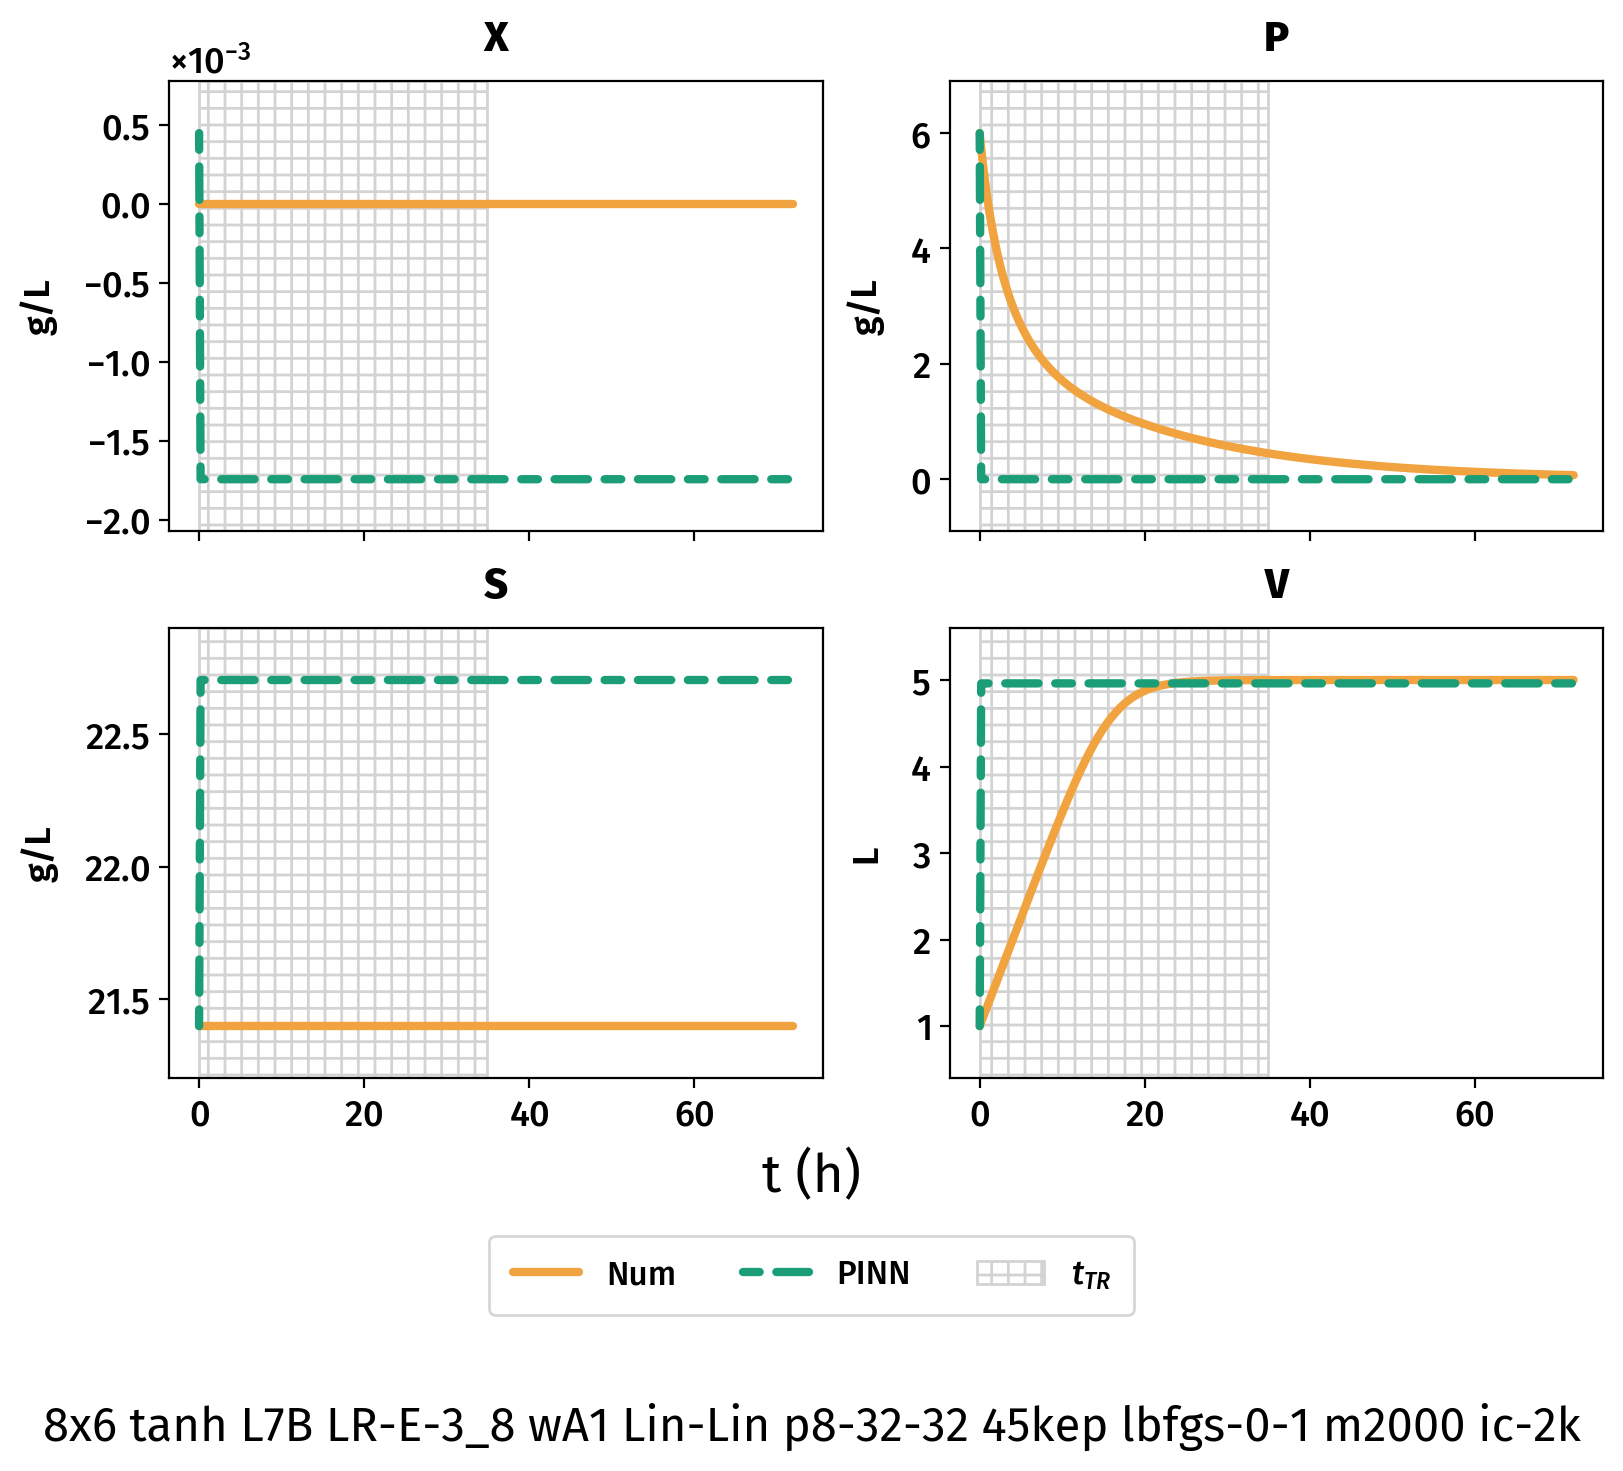 X
×10⁻³
g/L
0.5
0.0
−0.5
−1.0
−1.5
−2.0
P
g/L
6
4
2
0
S
g/L
22.5
22.0
21.5
0 20 40 60
V
L
5
4
3
2
1
0 20 40 60
t (h)
Num PINN t_TR
8x6 tanh L7B LR-E-3_8 wA1 Lin-Lin p8-32-32 45kep lbfgs-0-1 m2000 ic-2k